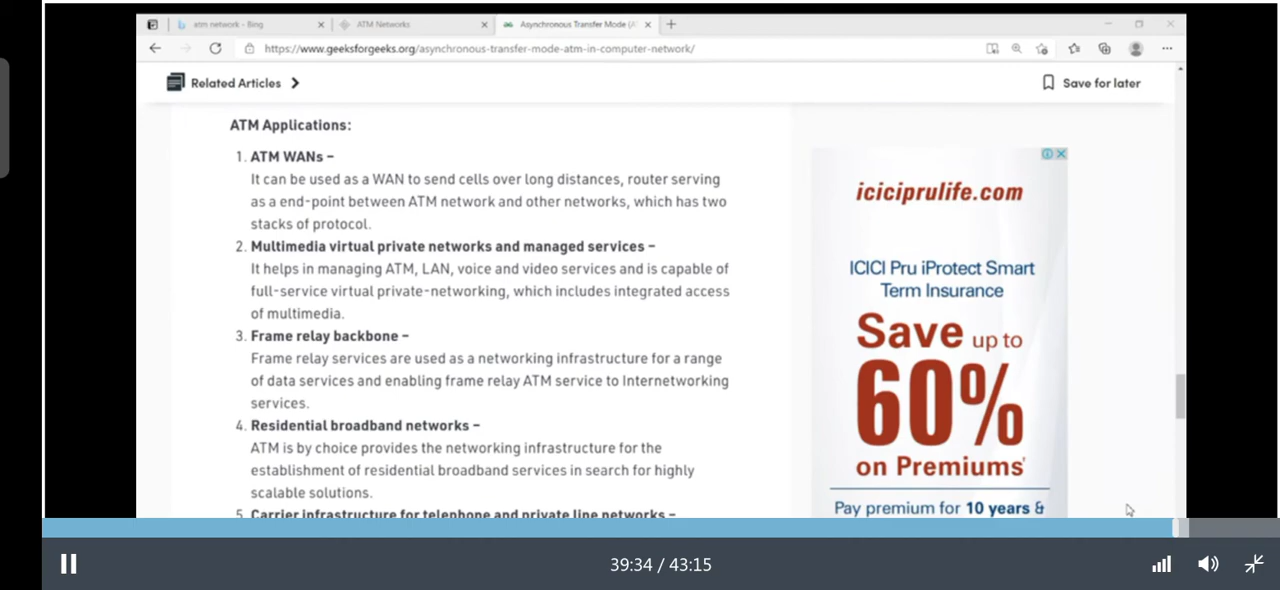 atm network - Bing
ATM Networks
Asynchronous Transfer Mode (A
https://www.geeksforgeeks.org/asynchronous-transfer-mode-atm-in-computer-network/
Related Articles
Save for later
ATM Applications:
1. ATM WANs –
It can be used as a WAN to send cells over long distances, router serving
as a end-point between ATM network and other networks, which has two
stacks of protocol.
2. Multimedia virtual private networks and managed services –
It helps in managing ATM, LAN, voice and video services and is capable of
full-service virtual private-networking, which includes integrated access
of multimedia.
3. Frame relay backbone –
Frame relay services are used as a networking infrastructure for a range
of data services and enabling frame relay ATM service to Internetworking
services.
4. Residential broadband networks –
ATM is by choice provides the networking infrastructure for the
establishment of residential broadband services in search for highly
scalable solutions.
5. Carrier infrastructure for telephone and private line networks –
iciciprulife.com
ICICI Pru iProtect Smart
Term Insurance
Save up to
60%
on Premiums*
Pay premium for 10 years &
39:34 / 43:15